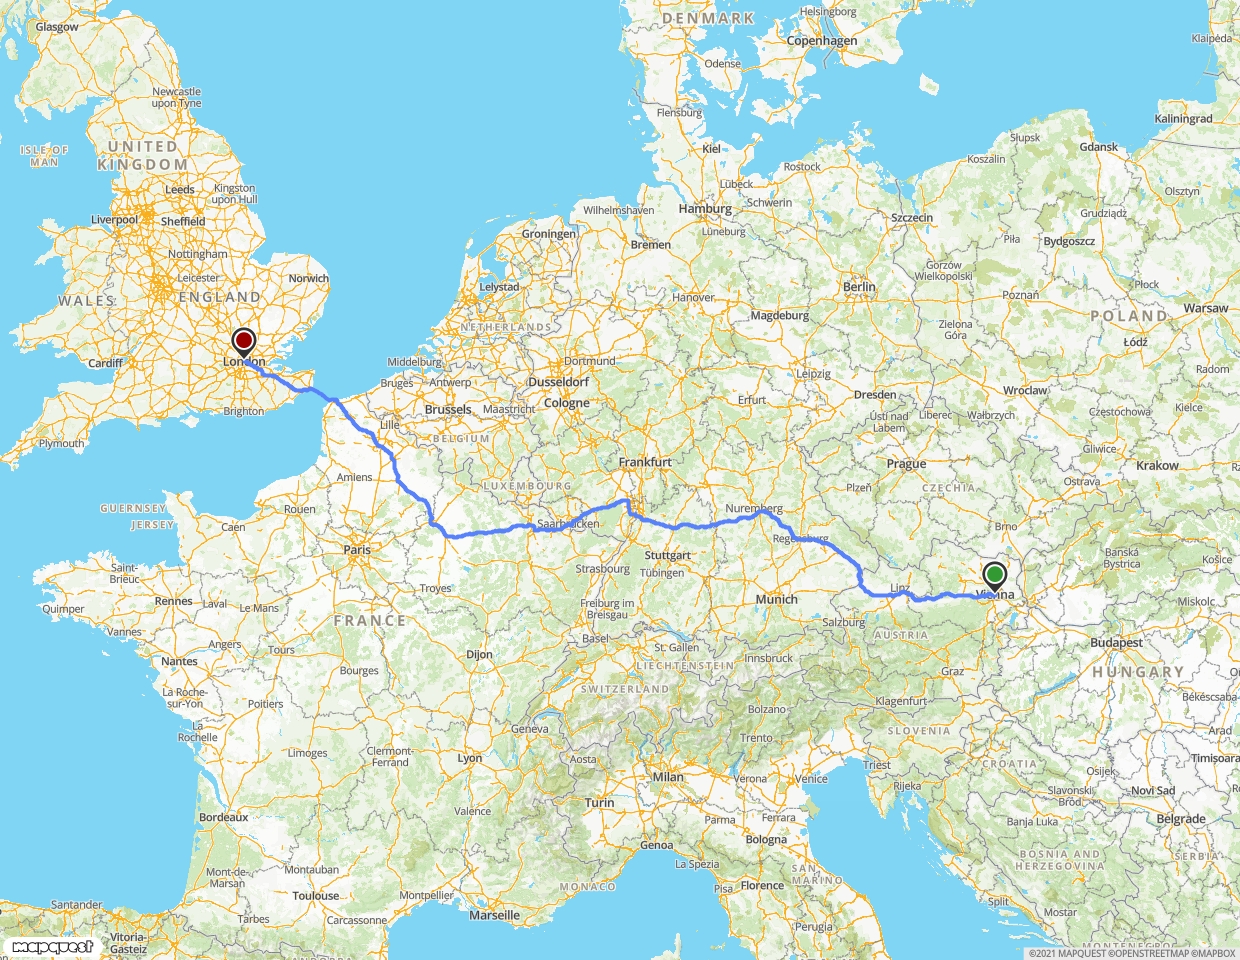 Glasgow
DENMARK
Helsingborg
Copenhagen
Klaipėda
Odense
Newcastle
upon Tyne
Flensburg
Kaliningrad
ISLE OF
MAN
UNITED
KINGDOM
Kiel
Słupsk
Gdansk
Koszalin
Rostock
Leeds
Kingston
upon Hull
Lübeck
Olsztyn
Liverpool
Sheffield
Wilhelmshaven
Hamburg
Schwerin
Szczecin
Grudziądz
Groningen
Lüneburg
Piła
Bydgoszcz
Nottingham
Bremen
Leicester
Norwich
Gorzów
Wielkopolski
Lelystad
Berlin
Płock
WALES
ENGLAND
Hanover
Poznań
Warsaw
NETHERLANDS
Magdeburg
Zielona
Góra
POLAND
Łódź
Cardiff
London
Middelburg
Dortmund
Leipzig
Radom
Bruges
Antwerp
Dusseldorf
Dresden
Wrocław
Brighton
Brussels
Maastricht
Cologne
Erfurt
Ústí nad
Labem
Liberec
Wałbrzych
Częstochowa
Kielce
Lille
Plymouth
BELGIUM
Gliwice
Frankfurt
Prague
Krakow
Amiens
LUXEMBOURG
Plzeň
CZECHIA
Ostrava
Rza
GUERNSEY
JERSEY
Rouen
Nuremberg
Caen
Saarbrücken
Brno
Regensburg
Paris
Stuttgart
Banská
Bystrica
Košice
Saint-
Brieuc
Strasbourg
Tübingen
Troyes
Linz
Vienna
Quimper
Rennes
Laval
Le Mans
Freiburg im
Breisgau
Munich
Miskolc
FRANCE
Salzburg
Vannes
Angers
Tours
Basel
St. Gallen
AUSTRIA
Budapest
Nantes
Dijon
Innsbruck
LIECHTENSTEIN
Bourges
Graz
HUNGARY
La Roche-
sur-Yon
Poitiers
SWITZERLAND
Klagenfurt
Békéscsaba
Bolzano
La
Rochelle
Geneva
Trento
SLOVENIA
Arad
Limoges
Clermont-
Ferrand
Lyon
Aosta
Triest
CROATIA
Timișoara
Milan
Verona
Venice
Rijeka
Osijek
Slavonski
Brod
Novi Sad
Turin
Valence
Parma
Ferrara
Bordeaux
Banja Luka
Belgrade
Genoa
Bologna
La Spezia
BOSNIA AND
HERZEGOVINA
SERBIA
Mont-de-
Marsan
Montauban
SAN
MARINO
Toulouse
Montpellier
MONACO
Pisa
Florence
Santander
Tarbes
Carcassonne
Marseille
Split
Mostar
Perugia
Vitoria-
Gasteiz
mapquest
ANDORRA
MONTENEGRO
©2021 MAPQUEST ©OPENSTREETMAP ©MAPBOX